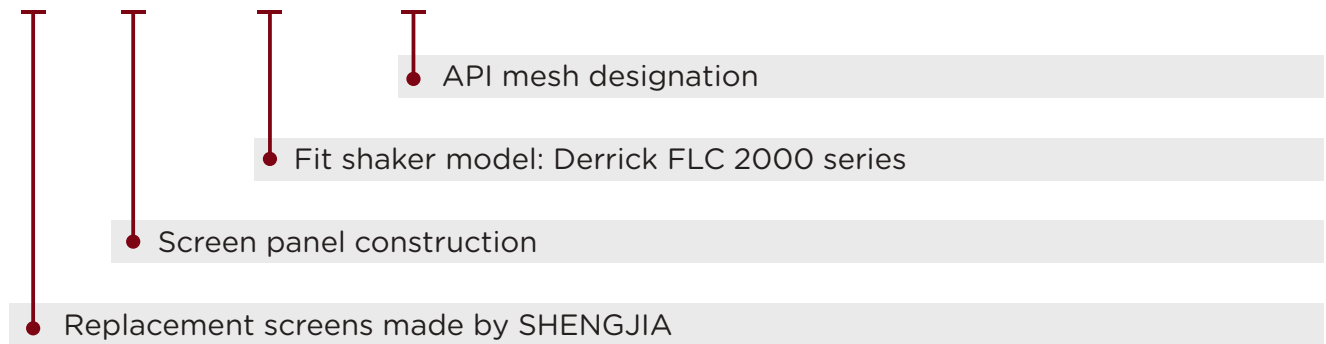 API mesh designation
Fit shaker model: Derrick FLC 2000 series
Screen panel construction
Replacement screens made by SHENGJIA